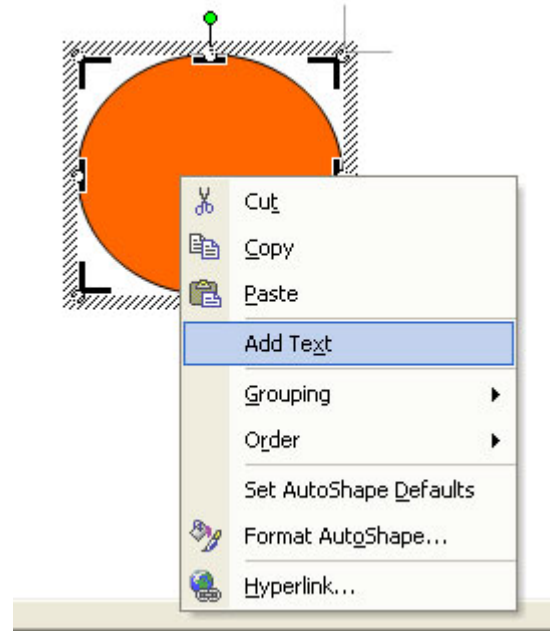 Cut
Copy
Paste
Add Text
Grouping
Order
Set AutoShape Defaults
Format AutoShape...
Hyperlink...